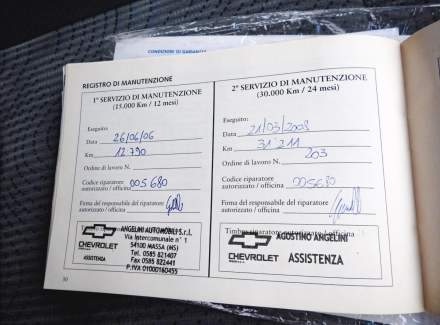 CONDIZIONI DI GARANZIA
REGISTRO DI MANUTENZIONE
1° SERVIZIO DI MANUTENZIONE
(15.000 Km / 12 mesi)
Eseguito:
Data 26/06/06
Km 12.790
Ordine di lavoro N.
Codice riparatore
autorizzato / officina 005680
Firma del responsabile del riparatore
autorizzato / officina
ANGELINI AUTOMOBILI S.r.l.
Via Intercomunale n° 1
54100 MASSA (MS)
Tel. 0585 821407
Fax 0585 822441
P.IVA 01000160455
CHEVROLET
ASSISTENZA
2° SERVIZIO DI MANUTENZIONE
(30.000 Km / 24 mesi)
Eseguito:
Data 21/03/2008
Km 31 211
Ordine di lavoro N. 203
Codice riparatore
autorizzato / officina 005680
Firma del responsabile del riparatore
autorizzato / officina
Timbro riparatore autorizzato / officina
AGOSTINO ANGELINI
CHEVROLET ASSISTENZA